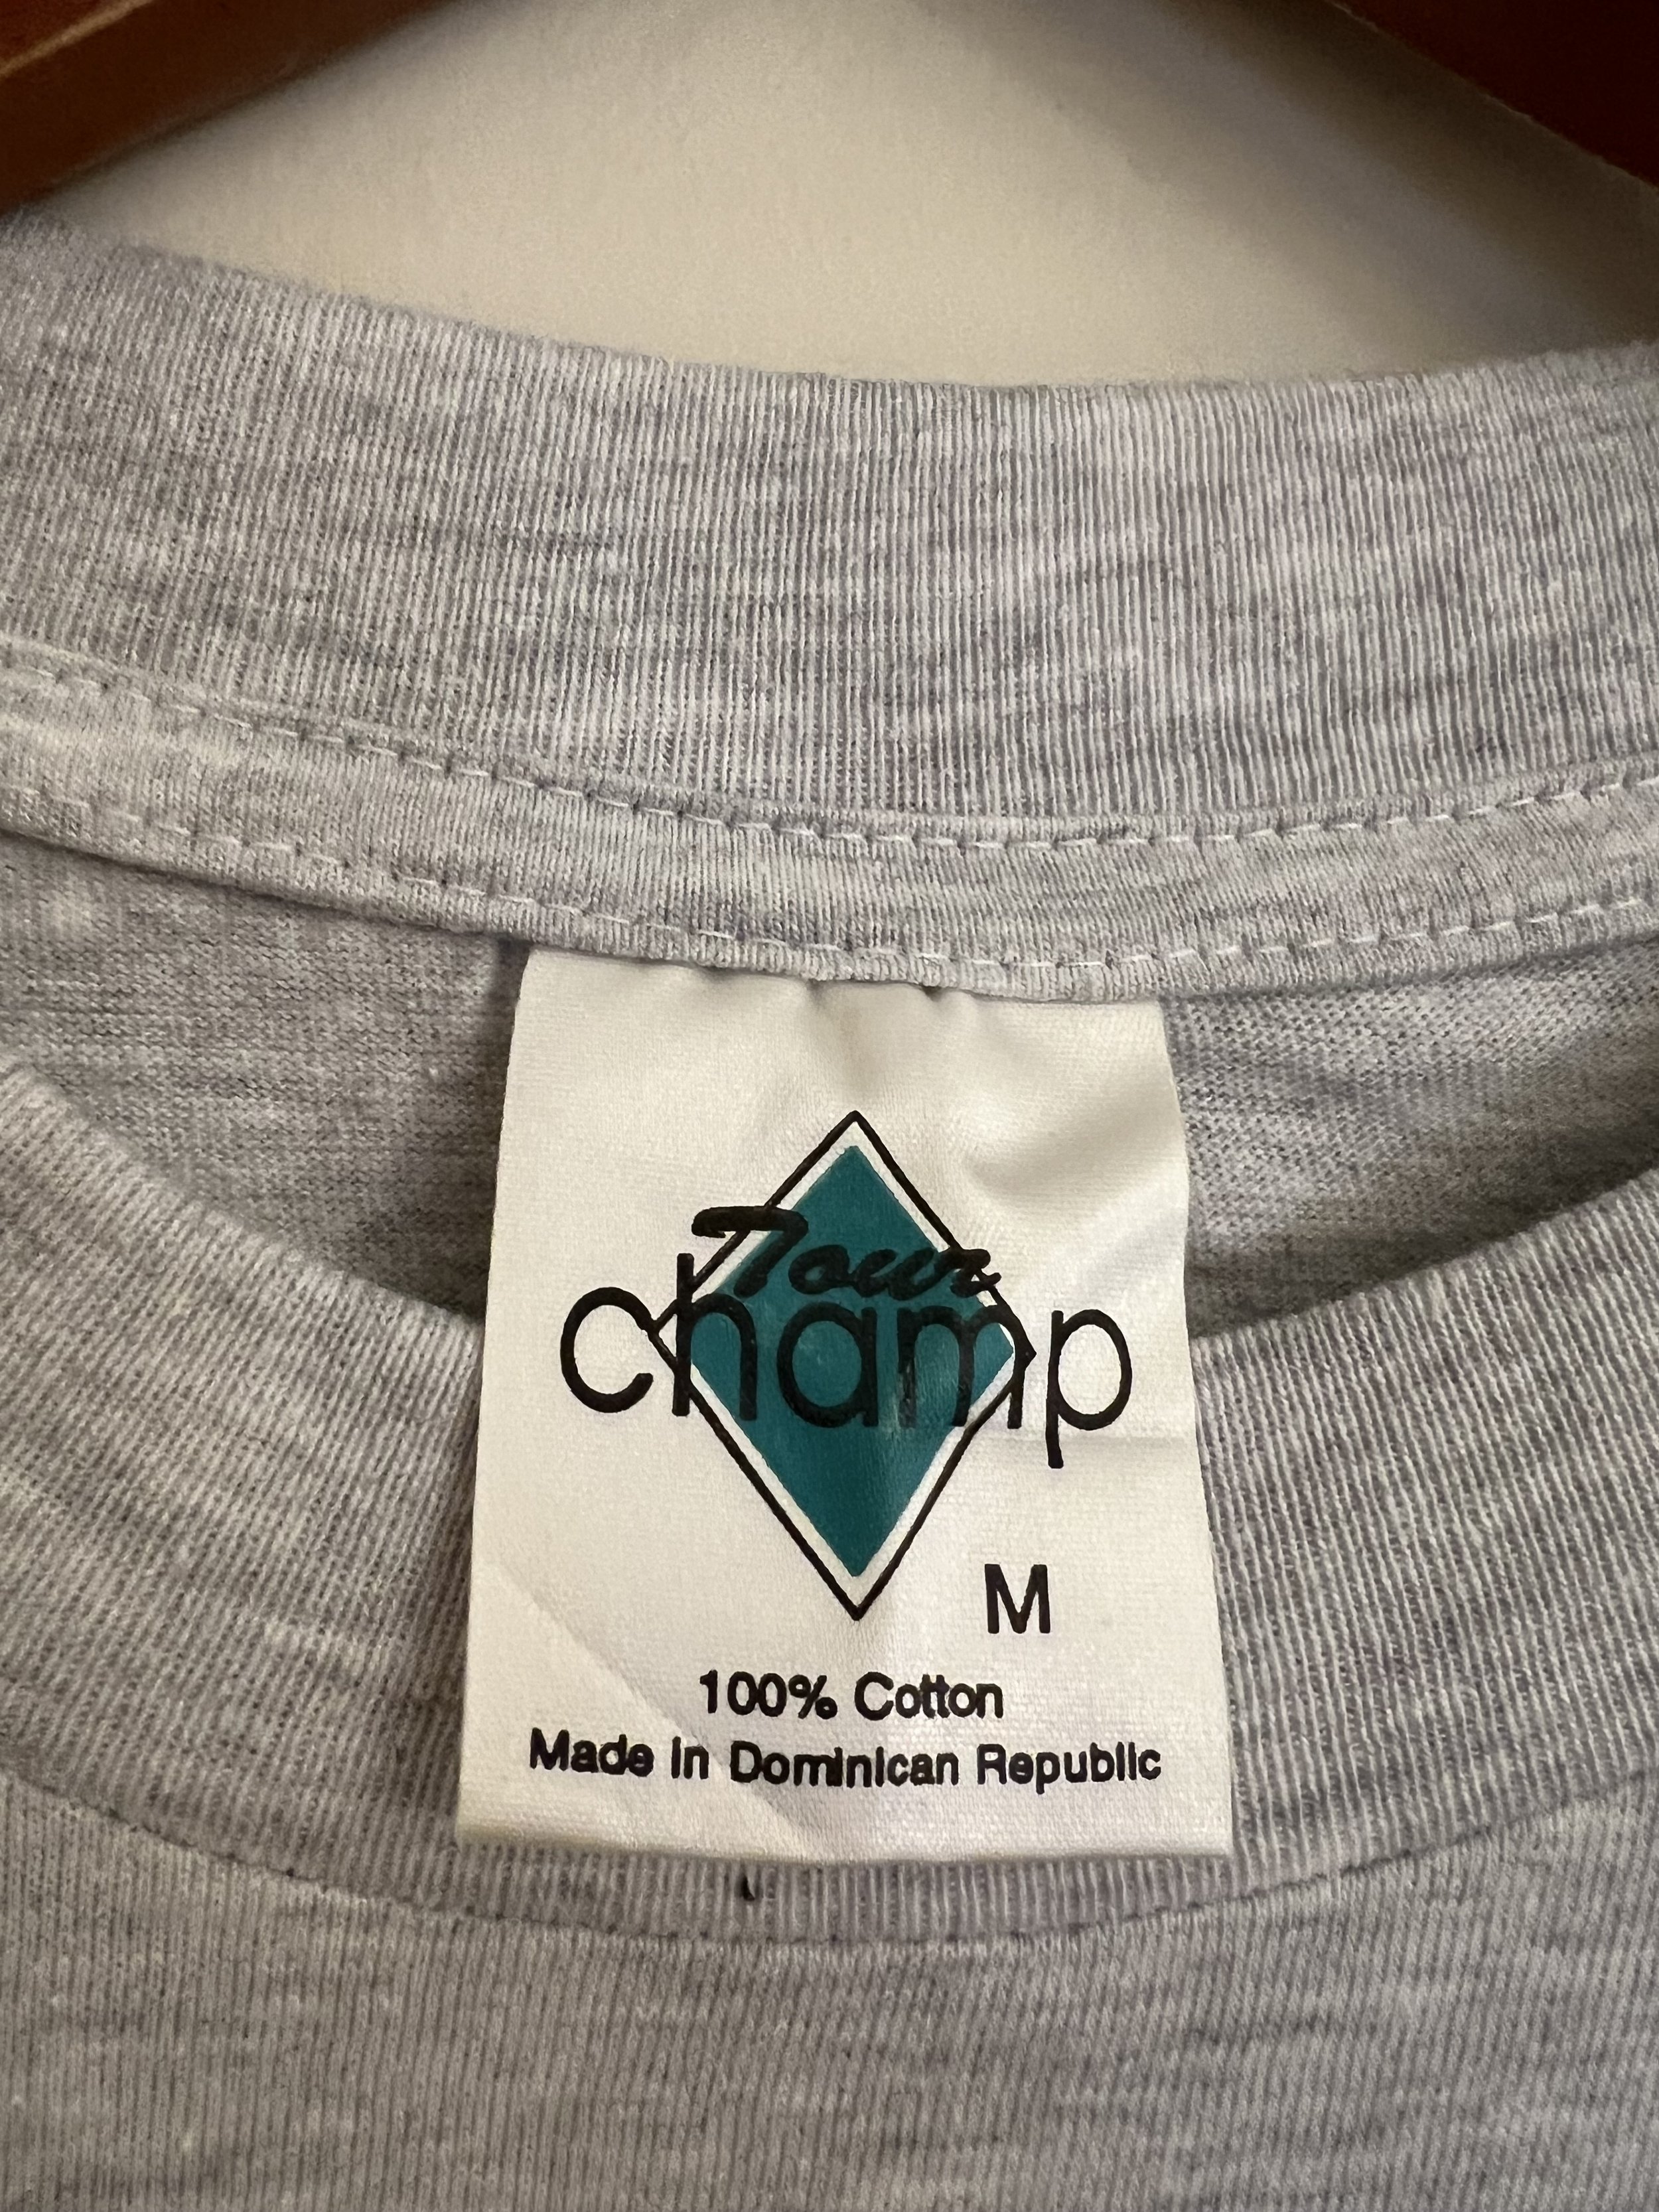 Tour
champ
M
100% Cotton
Made in Dominican Republic